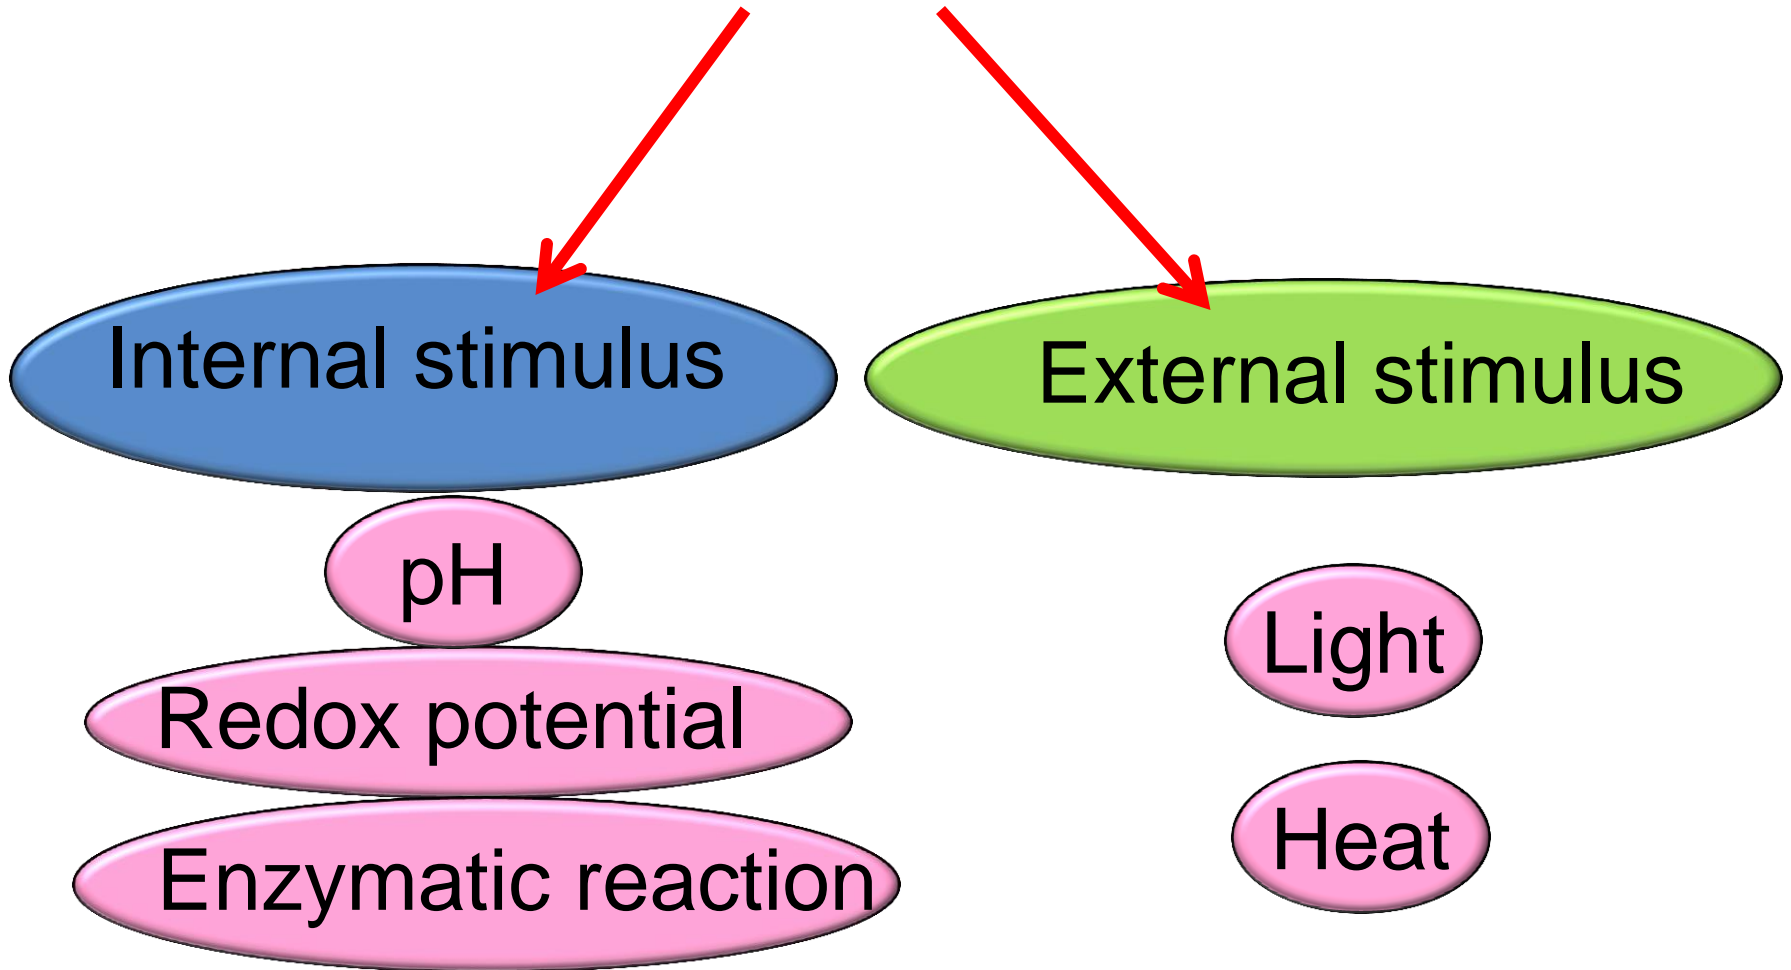 Internal stimulus
External stimulus
pH
Redox potential
Enzymatic reaction
Light
Heat